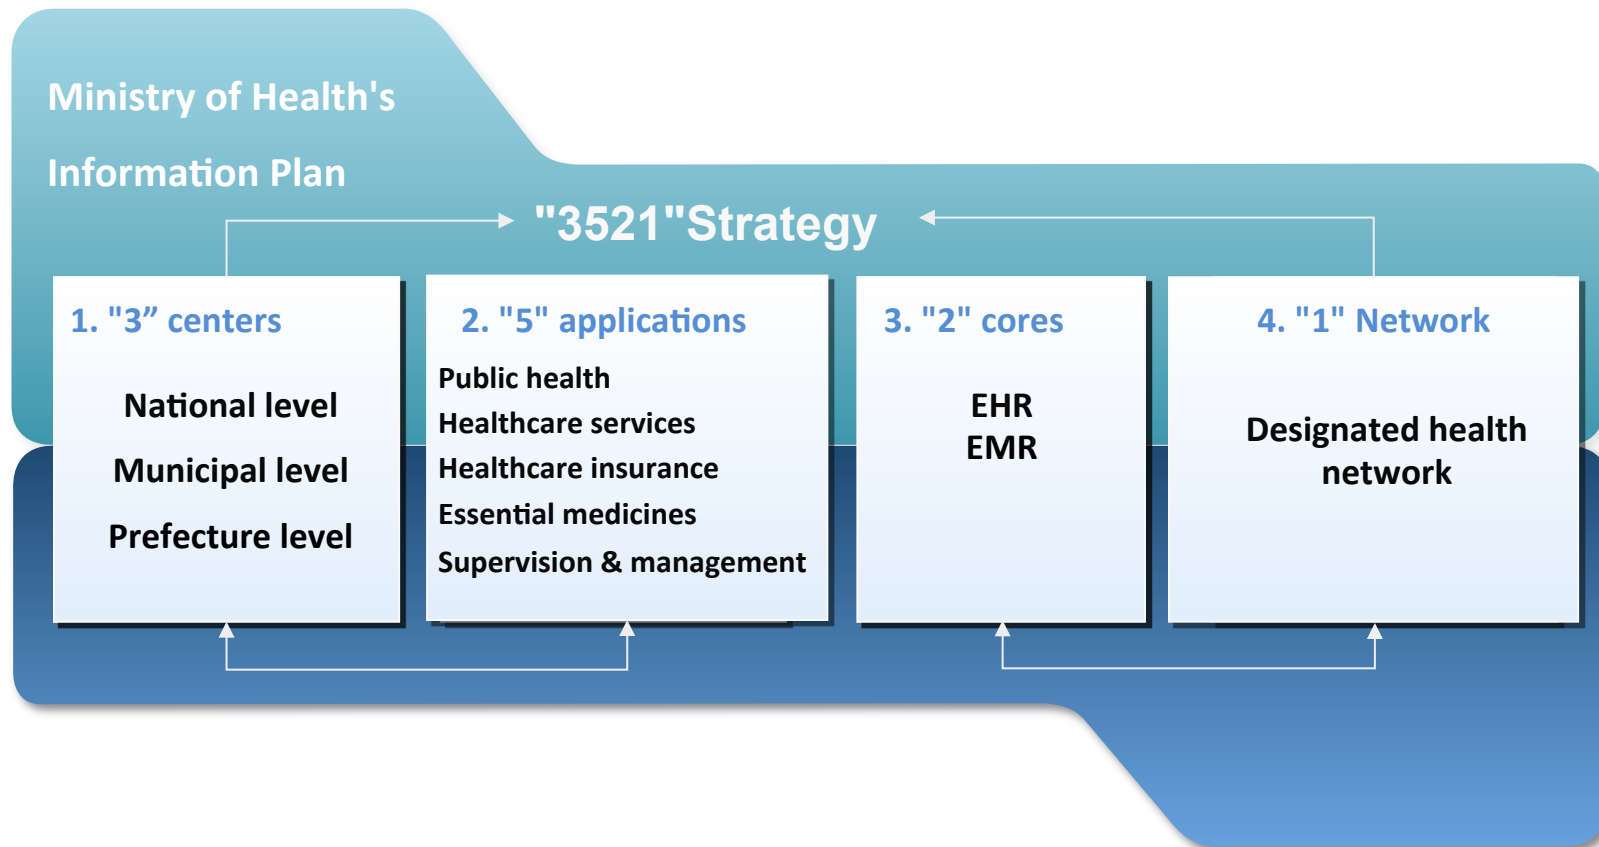 Ministry of Health's
Information Plan
"3521"Strategy
1. "3” centers
National level
Municipal level
Prefecture level
2. "5" applications
Public health
Healthcare services
Healthcare insurance
Essential medicines
Supervision & management
3. "2" cores
EHR
EMR
4. "1" Network
Designated health
network